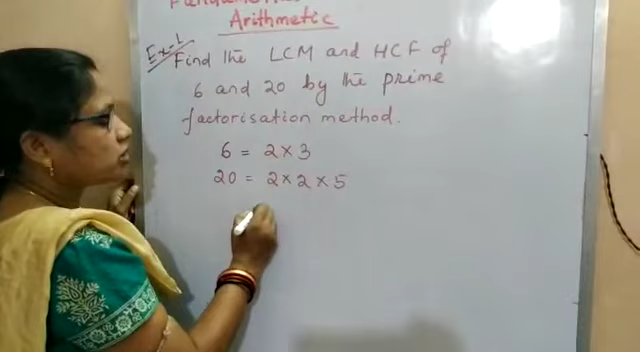 Arithmetic
Ex-1
Find the LCM and HCF of
6 and 20 by the prime
factorisation method.
6 = 2 × 3
20 = 2 × 2 × 5